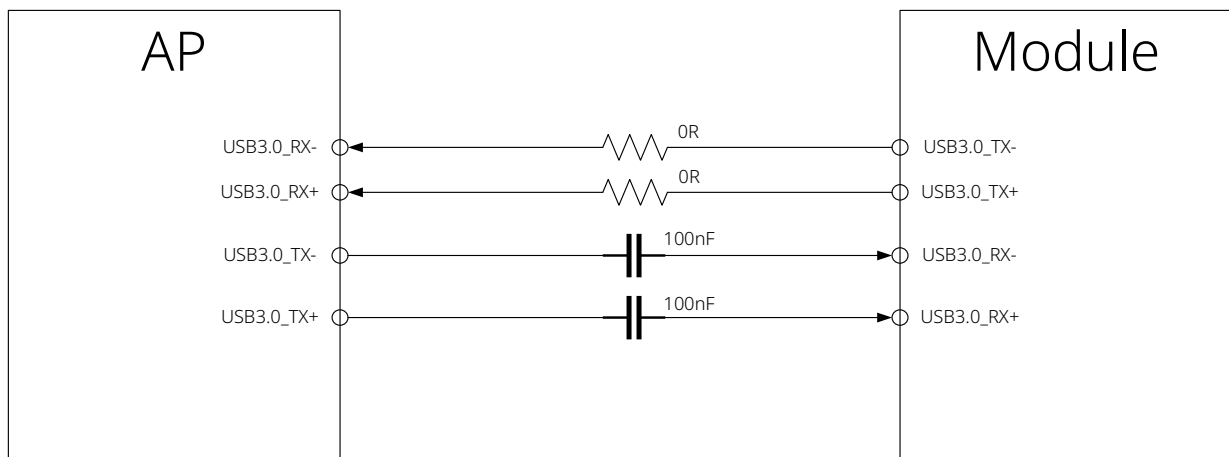 AP
Module
USB3.0_RX-
0R
USB3.0_TX-
USB3.0_RX+
0R
USB3.0_TX+
USB3.0_TX-
100nF
USB3.0_RX-
USB3.0_TX+
100nF
USB3.0_RX+